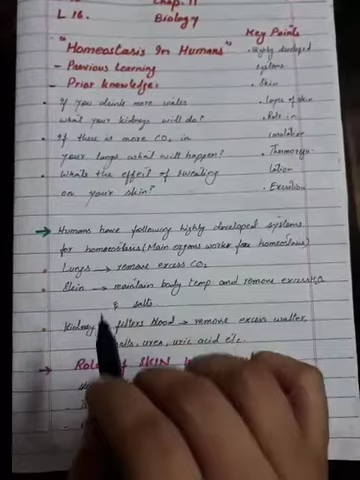 Chap. 11
L 16.
Biology
"Homeostasis In Humans"
Key Points
- Previous Learning
- Prior knowledge:
• Highly developed
systems
• Skin
• Layer of skin
• Role in
insulation
• Thermoregu-
lation
• Excretion
• If you drink more water
what your kidneys will do?
• If there is more CO2 in
your lungs what will happen?
• What's the effect of sweating
on your skin?
→ Humans have following highly developed systems
for homeostasis (Main organs worker for homeostasis)
• Lungs → remove excess CO2
• Skin → maintain body temp and remove excess H2O
& salts.
• Kidney filters blood → remove excess water,
salts, urea, uric acid etc.
→ Role of SKIN